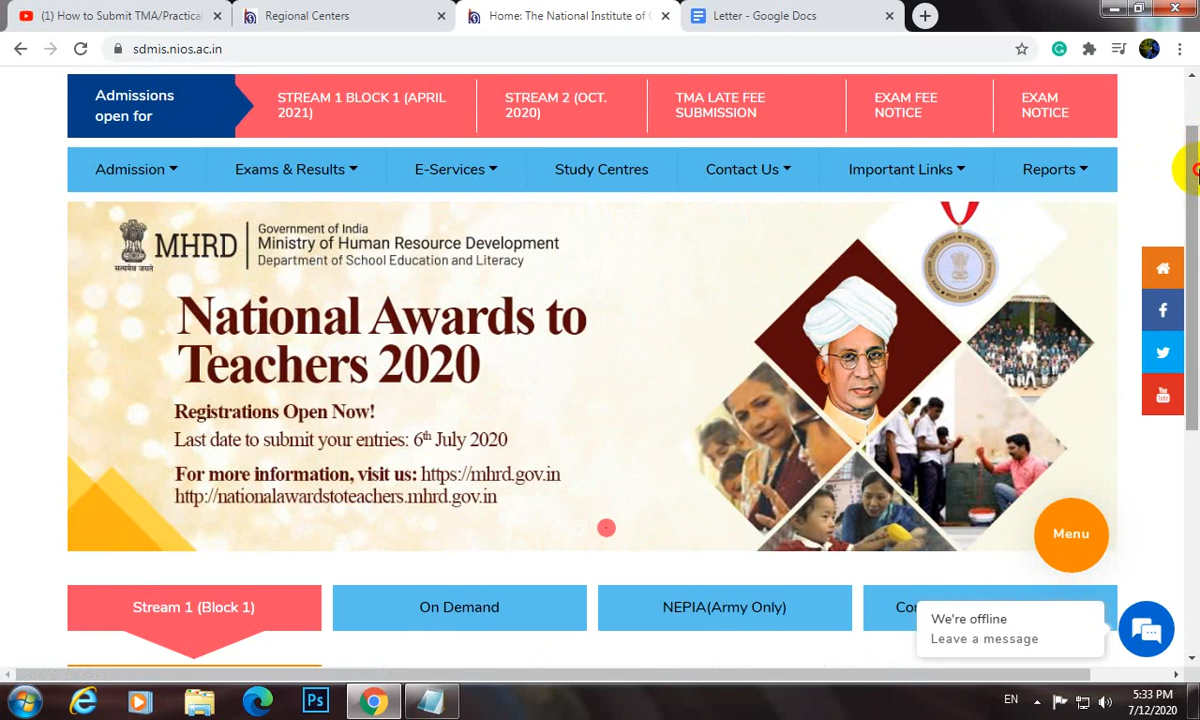 (1) How to Submit TMA/Practical
Regional Centers
Home: The National Institute of O
Letter - Google Docs
sdmis.nios.ac.in
Admissions
open for
STREAM 1 BLOCK 1 (APRIL
2021)
STREAM 2 (OCT.
2020)
TMA LATE FEE
SUBMISSION
EXAM FEE
NOTICE
EXAM
NOTICE
Admission
Exams & Results
E-Services
Study Centres
Contact Us
Important Links
Reports
सत्यमेव जयते
MHRD
Government of India
Ministry of Human Resource Development
Department of School Education and Literacy
National Awards to
Teachers 2020
Registrations Open Now!
Last date to submit your entries: 6th July 2020
For more information, visit us: https://mhrd.gov.in
http://nationalawardstoteachers.mhrd.gov.in
Menu
Stream 1 (Block 1)
On Demand
NEPIA(Army Only)
We're offline
Leave a message
Ps
EN
5:33 PM
7/12/2020